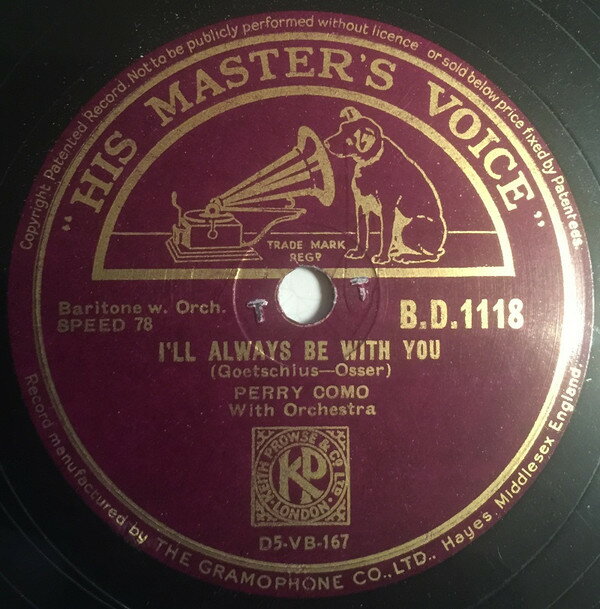 Copyright Patented Record. Not to be publicly performed without licence or sold below price fixed by Patentees.
"HIS MASTER'S VOICE"
TRADE MARK
REGD
Baritone w. Orch.
SPEED 78
B.D.1118
I'LL ALWAYS BE WITH YOU
(Goetschius—Osser)
PERRY COMO
With Orchestra
KEITH PROWSE & CO. LTD.
KP
LONDON
D5-VB-167
Record manufactured by THE GRAMOPHONE CO., LTD., Hayes, Middlesex England.
T T